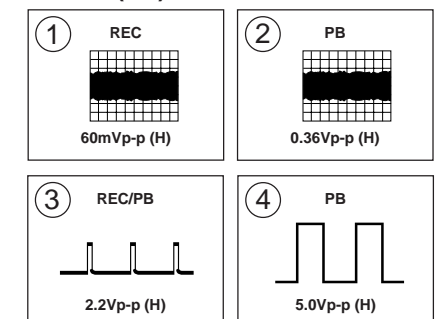 1 REC
60mVp-p (H)
2 PB
0.36Vp-p (H)
3 REC/PB
2.2Vp-p (H)
4 PB
5.0Vp-p (H)